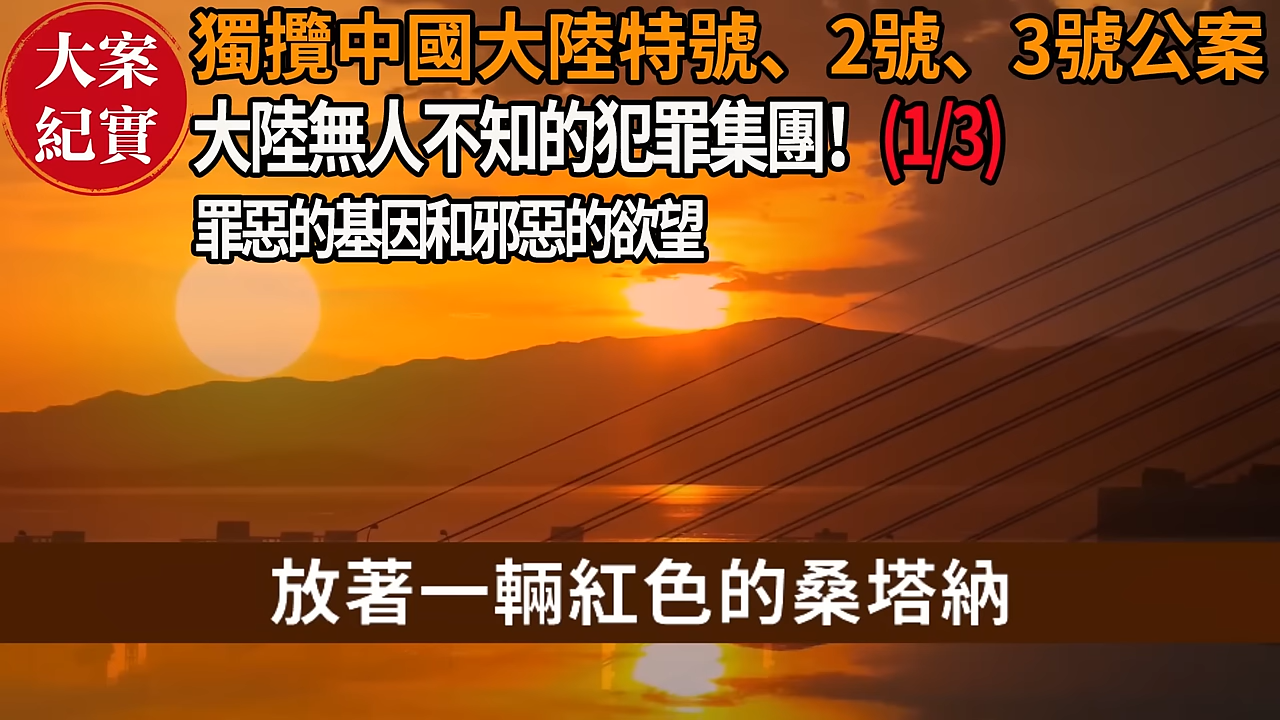 大案
紀實
獨攬中國大陸特號、2號、3號公案
大陸無人不知的犯罪集團！(1/3)
罪惡的基因和邪惡的欲望
放著一輛紅色的桑塔納